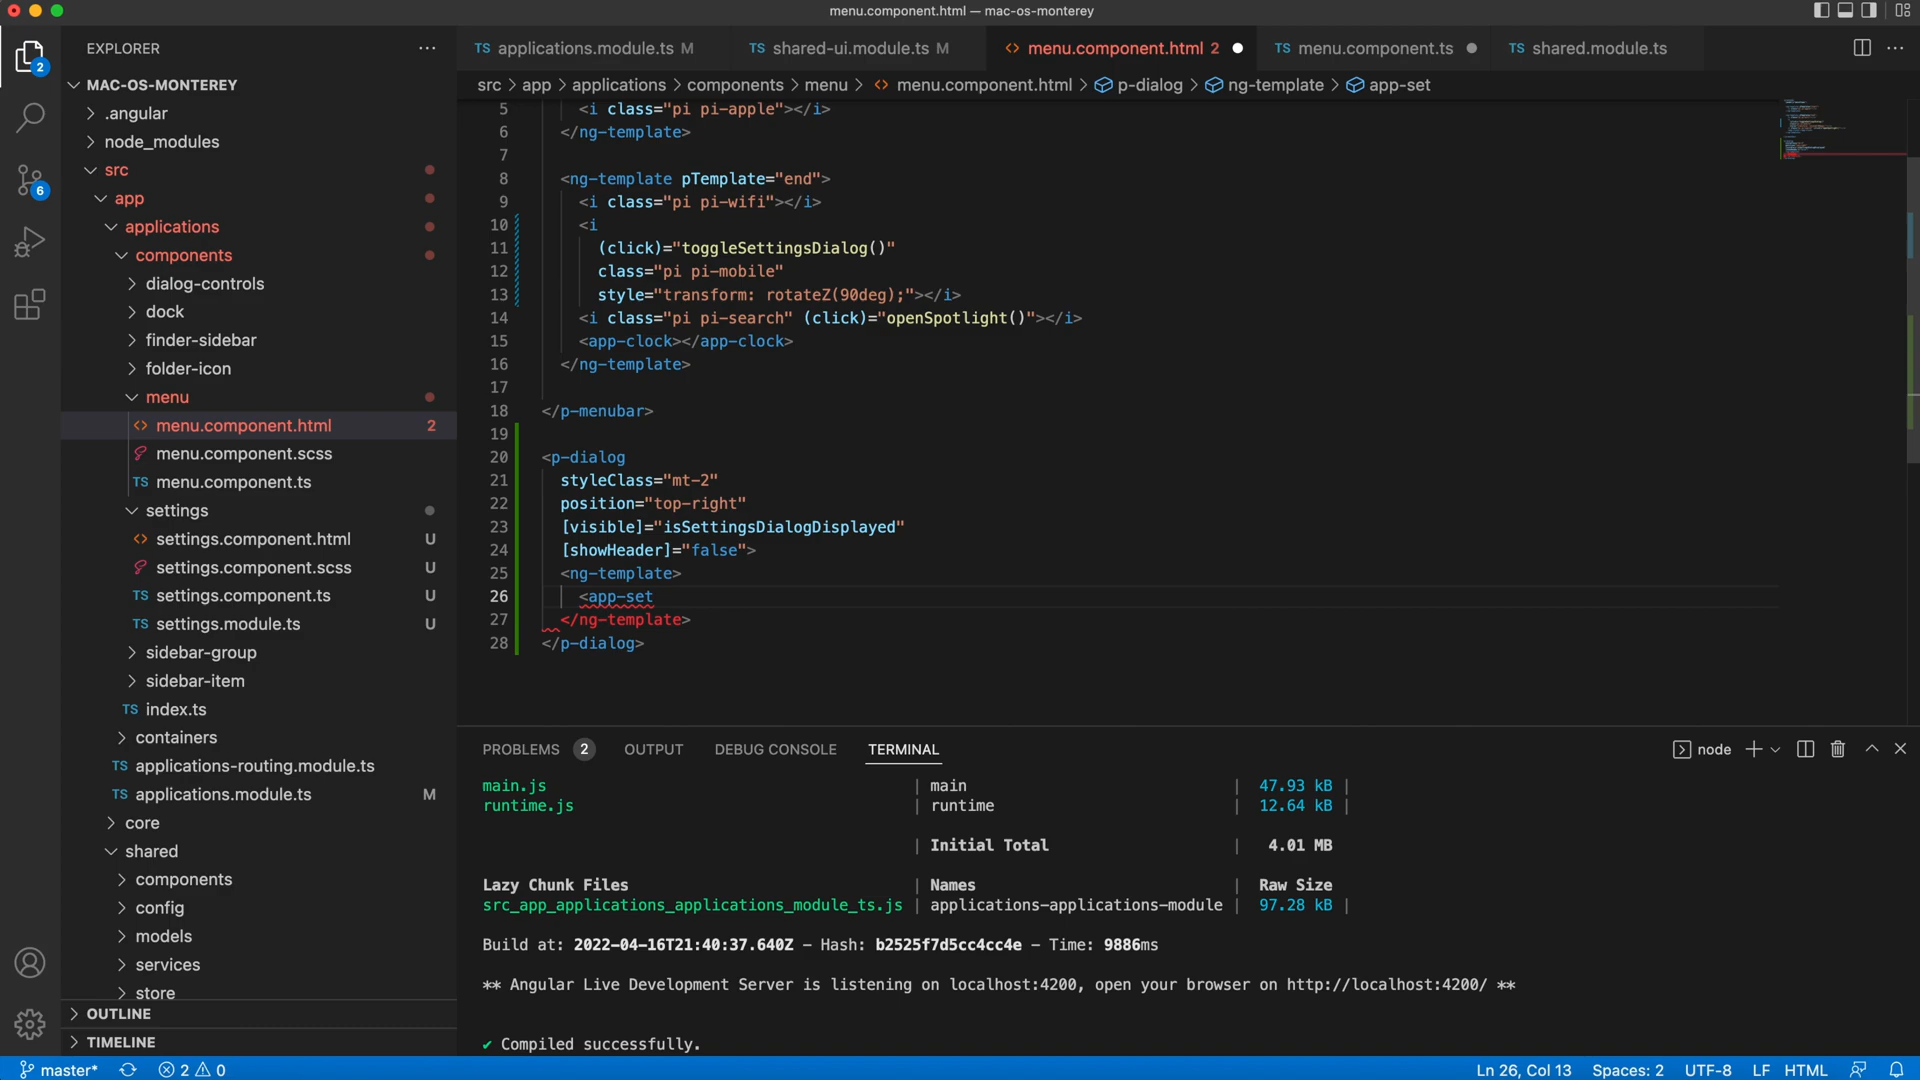 menu.component.html — mac-os-monterey
EXPLORER
MAC-OS-MONTEREY
.angular
node_modules
src
app
applications
components
dialog-controls
dock
finder-sidebar
folder-icon
menu
menu.component.html 2
menu.component.scss
TS menu.component.ts
settings
settings.component.html U
settings.component.scss U
TS settings.component.ts U
TS settings.module.ts U
sidebar-group
sidebar-item
TS index.ts
containers
TS applications-routing.module.ts
TS applications.module.ts M
core
shared
components
config
models
services
store
OUTLINE
TIMELINE
2
6
TS applications.module.ts M
TS shared-ui.module.ts M
<> menu.component.html 2
TS menu.component.ts
TS shared.module.ts
src > app > applications > components > menu > <> menu.component.html > p-dialog > ng-template > app-set
5 <i class="pi pi-apple"></i>
6 </ng-template>
7
8 <ng-template pTemplate="end">
9 <i class="pi pi-wifi"></i>
10 <i
11 (click)="toggleSettingsDialog()"
12 class="pi pi-mobile"
13 style="transform: rotateZ(90deg);"></i>
14 <i class="pi pi-search" (click)="openSpotlight()"></i>
15 <app-clock></app-clock>
16 </ng-template>
17
18 </p-menubar>
19
20 <p-dialog
21 styleClass="mt-2"
22 position="top-right"
23 [visible]="isSettingsDialogDisplayed"
24 [showHeader]="false">
25 <ng-template>
26 <app-set
27 </ng-template>
28 </p-dialog>
PROBLEMS 2 OUTPUT DEBUG CONSOLE TERMINAL
node
main.js | main | 47.93 kB |
runtime.js | runtime | 12.64 kB |
| Initial Total | 4.01 MB
Lazy Chunk Files | Names | Raw Size
src_app_applications_applications_module_ts.js | applications-applications-module | 97.28 kB |
Build at: 2022-04-16T21:40:37.640Z - Hash: b2525f7d5cc4cc4e - Time: 9886ms
** Angular Live Development Server is listening on localhost:4200, open your browser on http://localhost:4200/ **
✔ Compiled successfully.
master* 2 0
Ln 26, Col 13 Spaces: 2 UTF-8 LF HTML